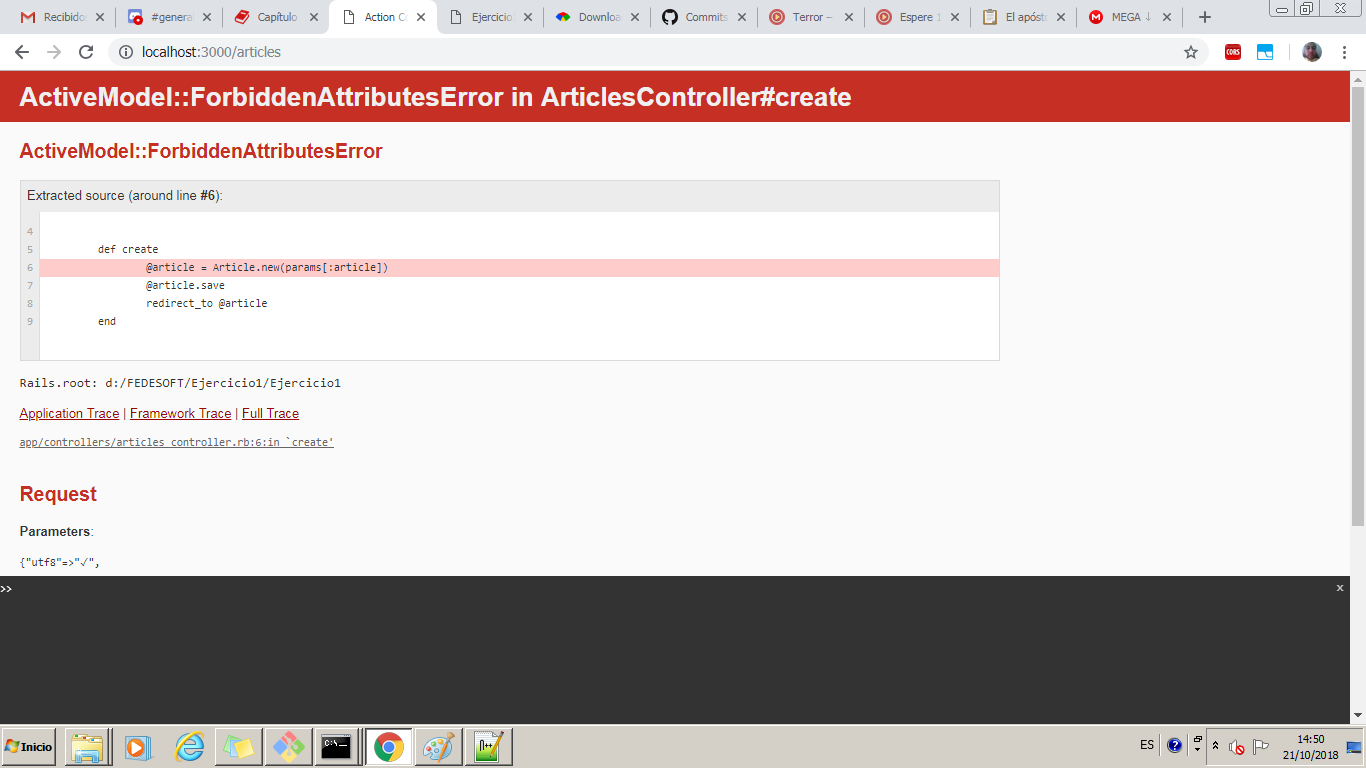 Recibidos
#general
Capítulo
Action C
Ejercicio
Downloa
Commits
Terror –
Espere 1
El apósto
MEGA
localhost:3000/articles
CORS
ActiveModel::ForbiddenAttributesError in ArticlesController#create
ActiveModel::ForbiddenAttributesError
Extracted source (around line #6):
4
5 def create
6 @article = Article.new(params[:article])
7 @article.save
8 redirect_to @article
9 end
Rails.root: d:/FEDESOFT/Ejercicio1/Ejercicio1
Application Trace | Framework Trace | Full Trace
app/controllers/articles_controller.rb:6:in `create'
Request
Parameters:
{"utf8"=>"✓",
>> x
Inicio
ES
14:50
21/10/2018